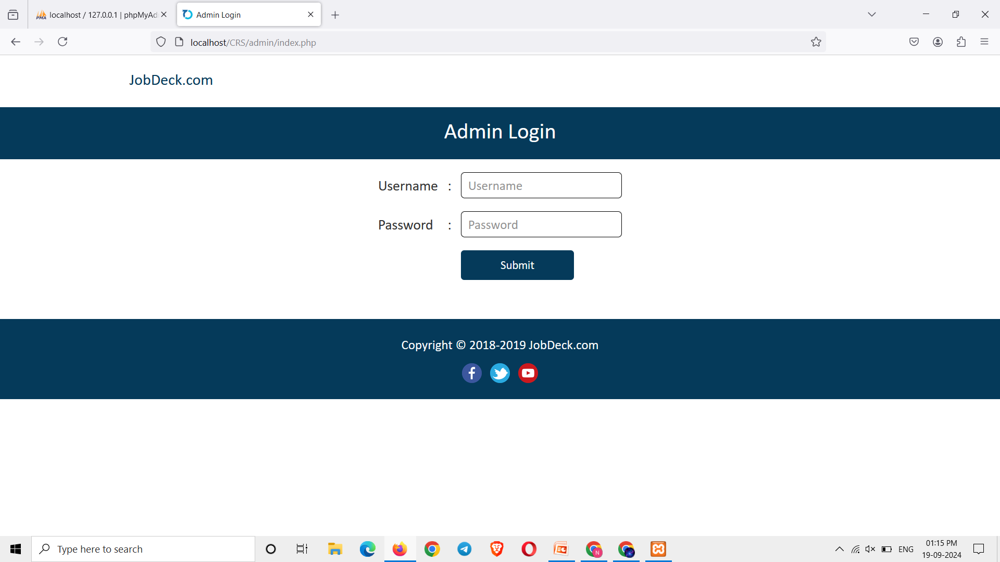 localhost / 127.0.0.1 | phpMyAd
Admin Login
localhost/CRS/admin/index.php
JobDeck.com
Admin Login
Username : Username
Password : Password
Submit
Copyright © 2018-2019 JobDeck.com
Type here to search
ENG
01:15 PM
19-09-2024